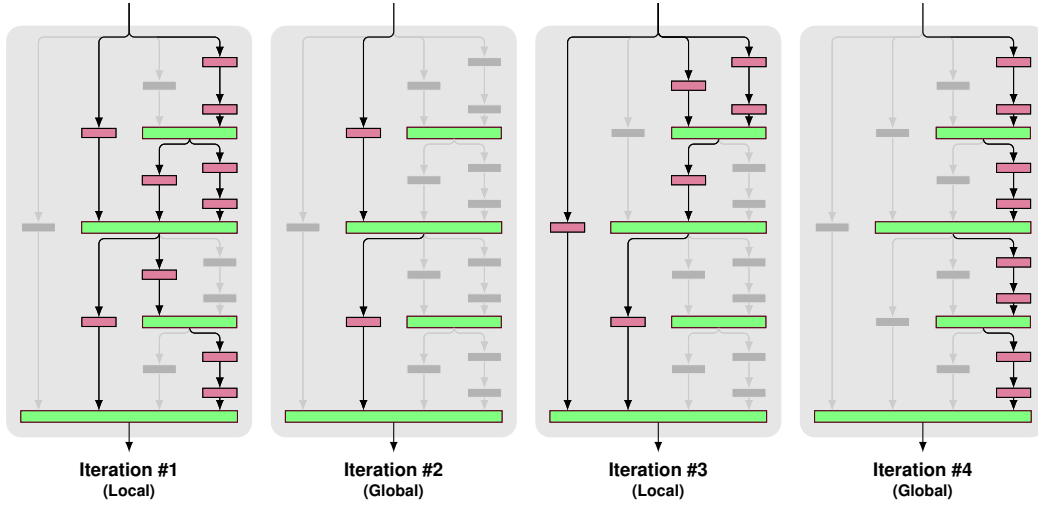 Iteration #1
(Local)
Iteration #2
(Global)
Iteration #3
(Local)
Iteration #4
(Global)